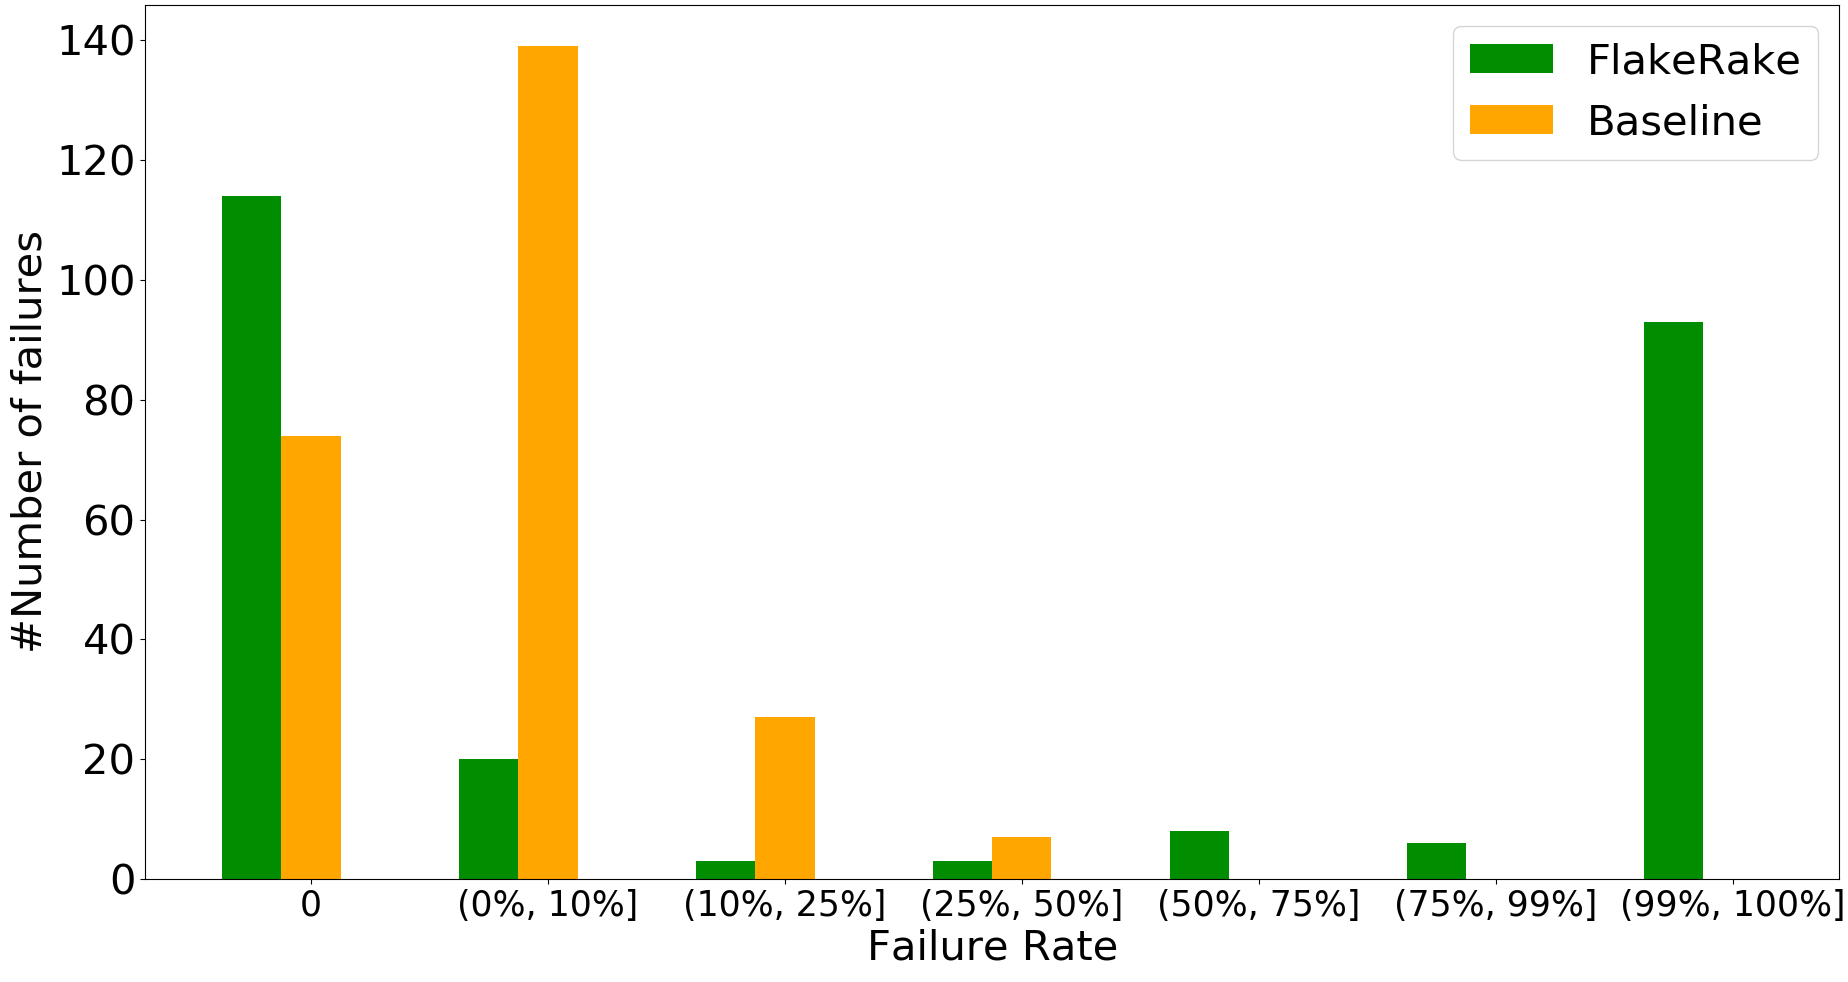 FlakeRake
Baseline
140
120
100
80
60
40
20
0
#Number of failures
0 (0%, 10%] (10%, 25%] (25%, 50%] (50%, 75%] (75%, 99%] (99%, 100%]
Failure Rate